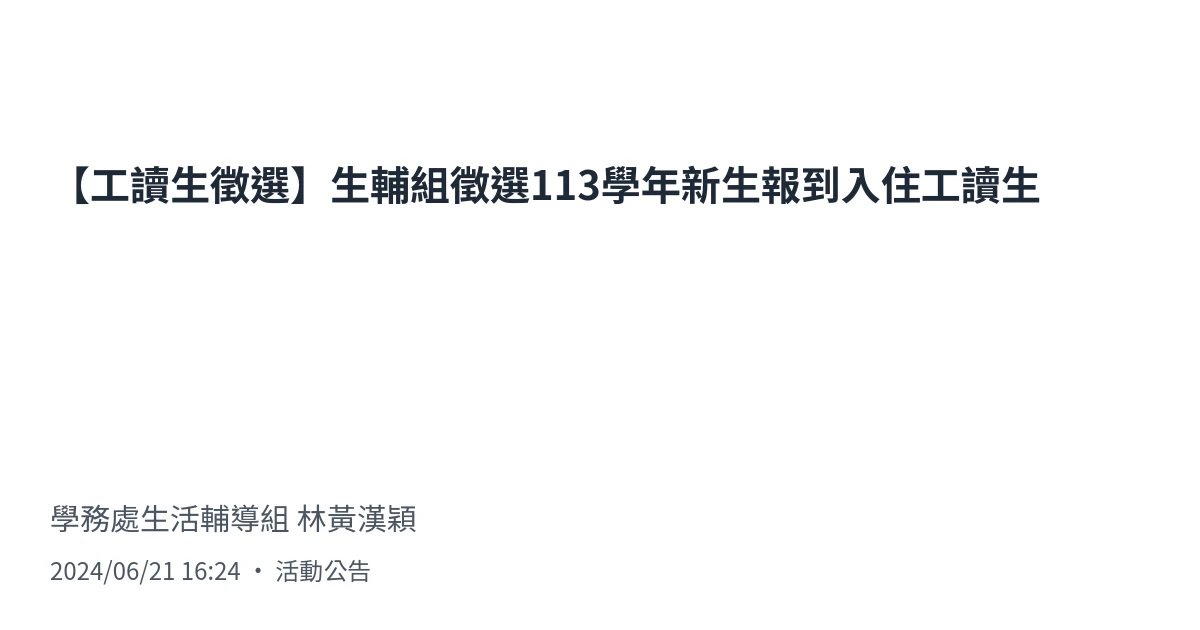 【工讀生徵選】生輔組徵選113學年新生報到入住工讀生
學務處生活輔導組 林黃漢穎
2024/06/21 16:24 • 活動公告